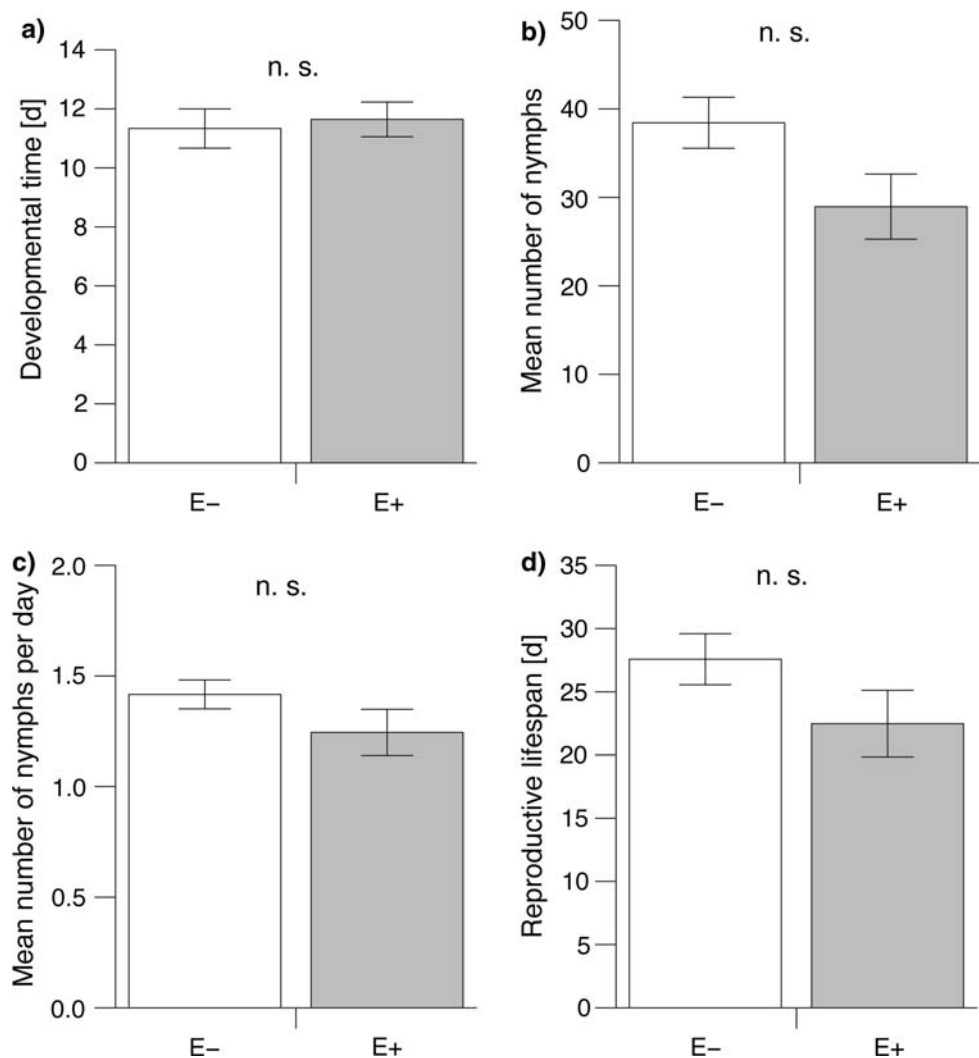 a)
n. s.
Developmental time [d]
14
12
10
8
6
4
2
0
E–
E+
b)
n. s.
Mean number of nymphs
50
40
30
20
10
0
E–
E+
c)
n. s.
Mean number of nymphs per day
2.0
1.5
1.0
0.5
0.0
E–
E+
d)
n. s.
Reproductive lifespan [d]
35
30
25
20
15
10
5
0
E–
E+